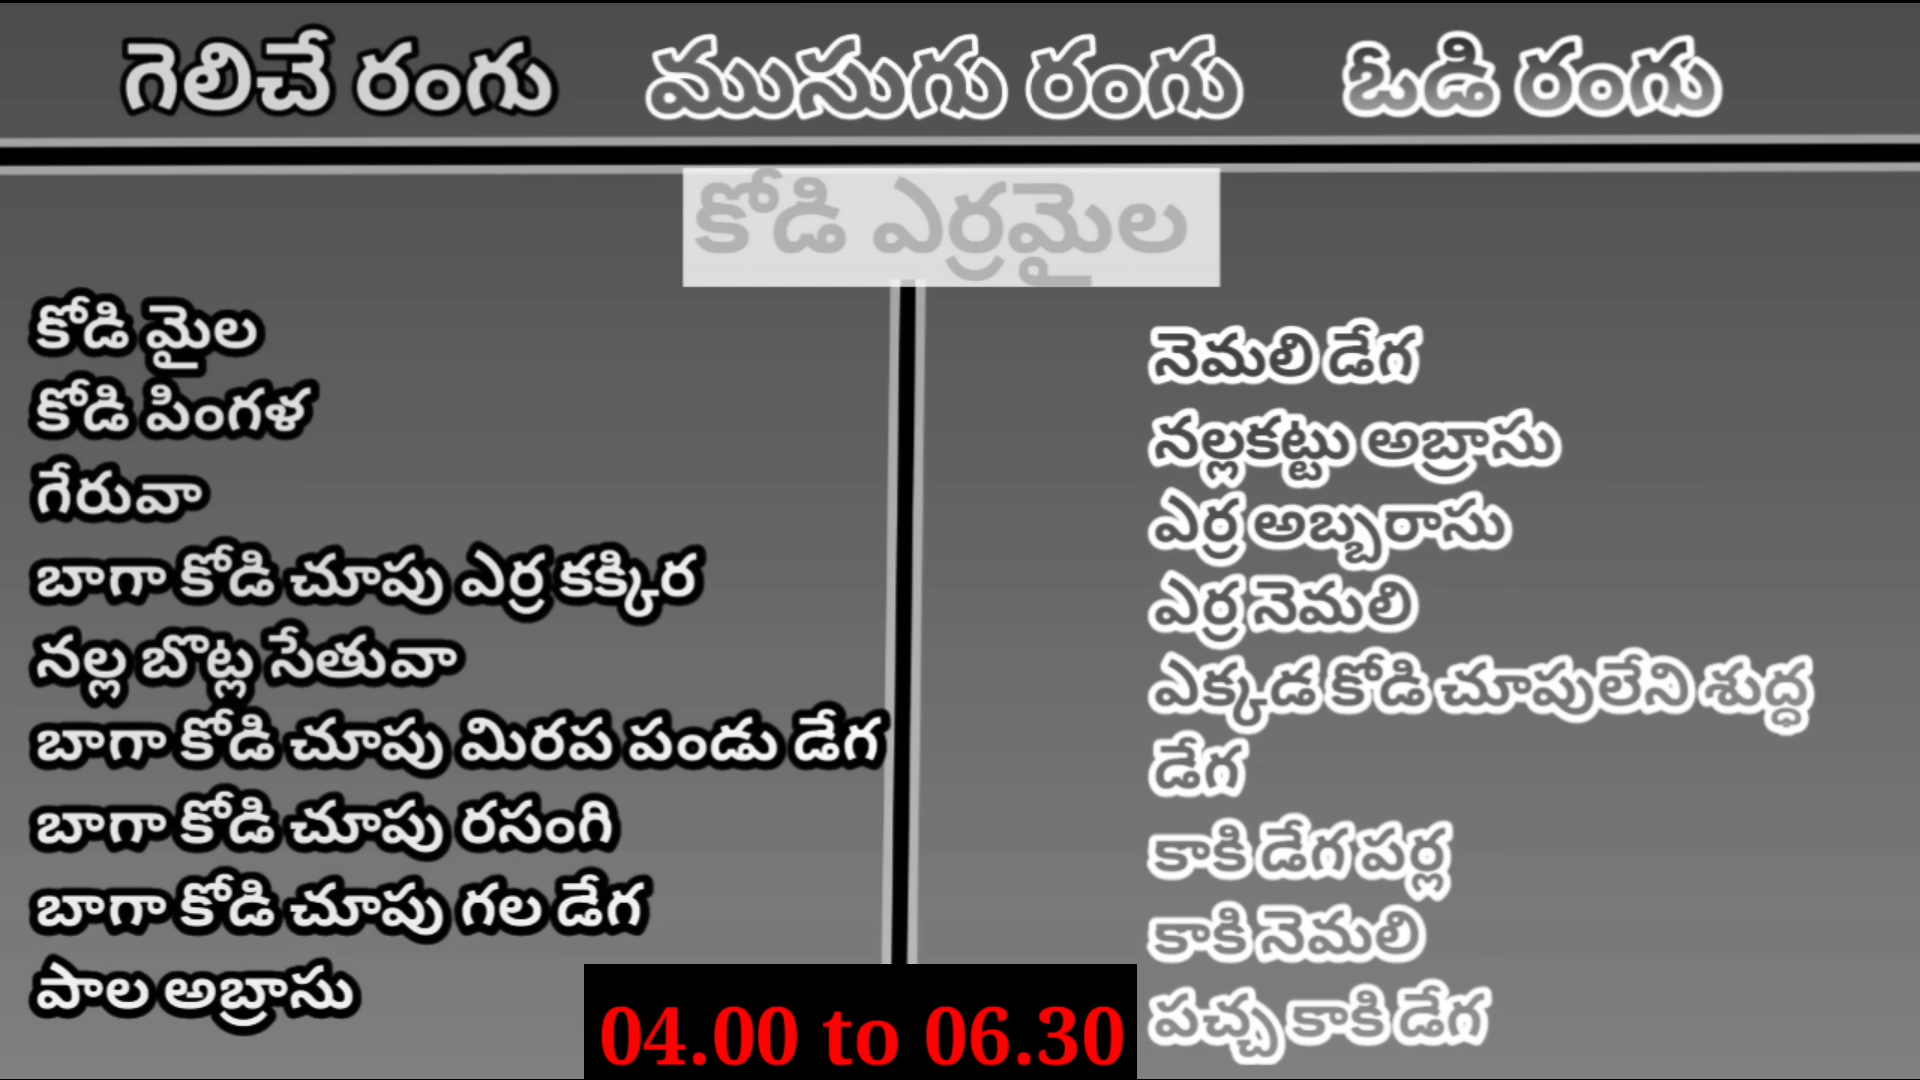 గెలిచే రంగు ముసుగు రంగు ఓడి రంగు
కోడి ఎర్రమైల
కోడి మైల
కోడి పింగళ
గేరువా
బాగా కోడి చూపు ఎర్ర కక్కిర
నల్ల బొట్ల సేతువా
బాగా కోడి చూపు మిరప పండు డేగ
బాగా కోడి చూపు రసంగి
బాగా కోడి చూపు గల డేగ
పాల అబ్రాసు
నెమలి డేగ
నల్లకట్టు అబ్రాసు
ఎర్ర అబ్బరాసు
ఎర్ర నెమలి
ఎక్కడ కోడి చూపులేని శుద్ధ
డేగ
కాకి డేగ పర్ల
కాకి నెమలి
పచ్చ కాకి డేగ
04.00 to 06.30